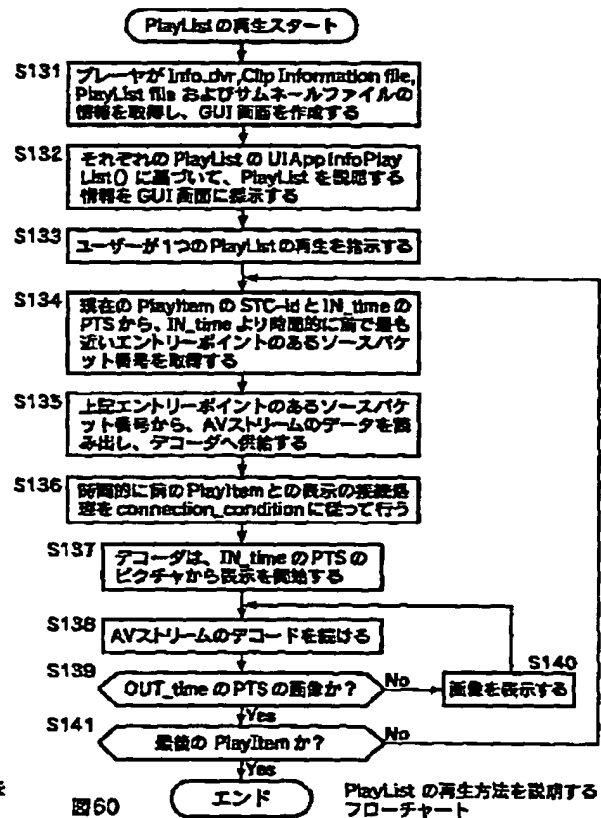 PlayListの再生スタート
S131
プレーヤが Info.dvr,Clip Information file,
PlayList file およびサムネールファイルの
情報を取得し、GUI 画面を作成する
S132
それぞれの PlayList の UIAppInfoPlay
List() に基づいて、PlayList を説明する
情報を GUI 画面に提示する
S133
ユーザーが1つの PlayList の再生を指示する
S134
現在の PlayItem の STC-id と IN_time の
PTS から、IN_time より時間的に前で最も
近いエントリーポイントのあるソースパケ
ット番号を取得する
S135
上記エントリーポイントのあるソースパケ
ット番号から、AVストリームのデータを読
み出し、デコーダへ供給する
S136
時間的に前の PlayItem との表示の接続処
理を connection_condition に従って行う
S137
デコーダは、IN_time の PTS の
ピクチャから表示を開始する
S138
AVストリームのデコードを続ける
S139
OUT_time の PTS の画像か?
No
S140
画像を表示する
Yes
S141
最後の PlayItem か?
No
Yes
エンド
図60
PlayList の再生方法を説明する
フローチャート